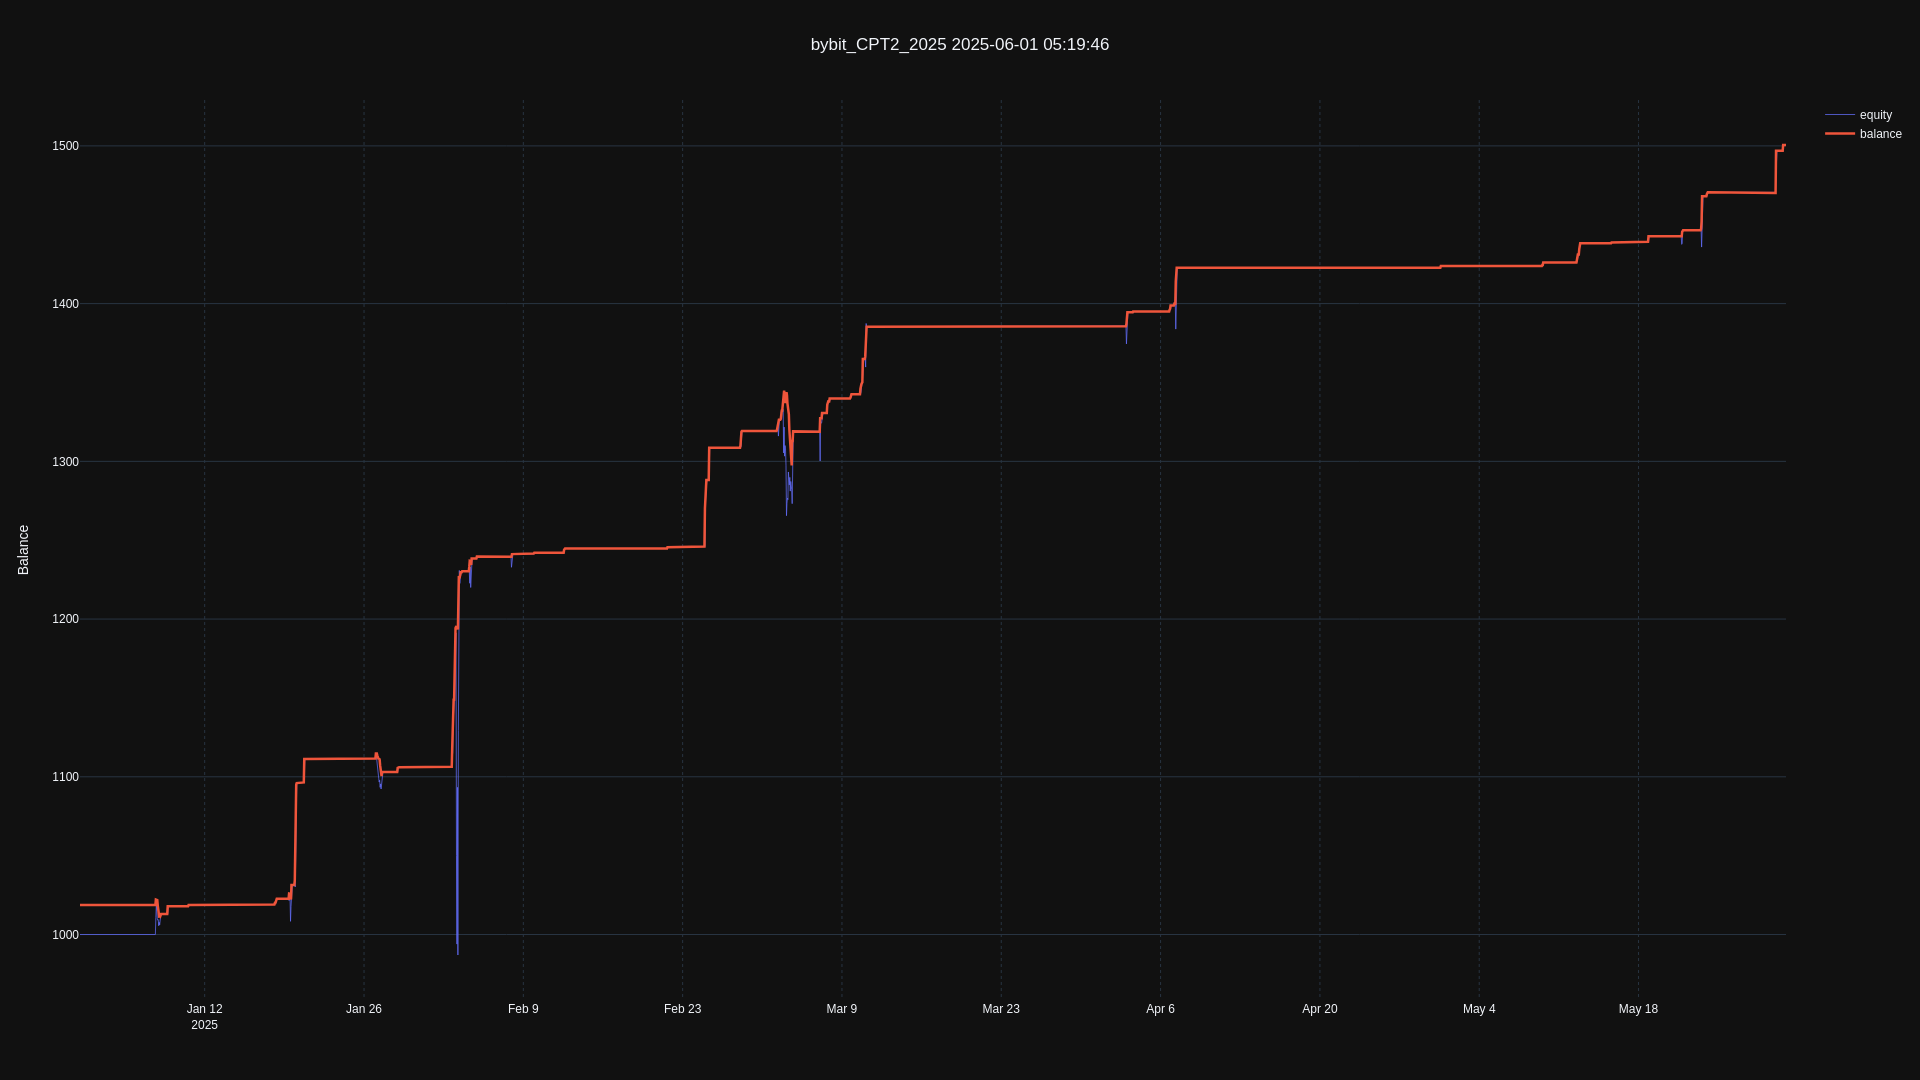 bybit_CPT2_2025 2025-06-01 05:19:46
equity
balance
1500
1400
1300
1200
1100
1000
Balance
Jan 12
2025
Jan 26
Feb 9
Feb 23
Mar 9
Mar 23
Apr 6
Apr 20
May 4
May 18